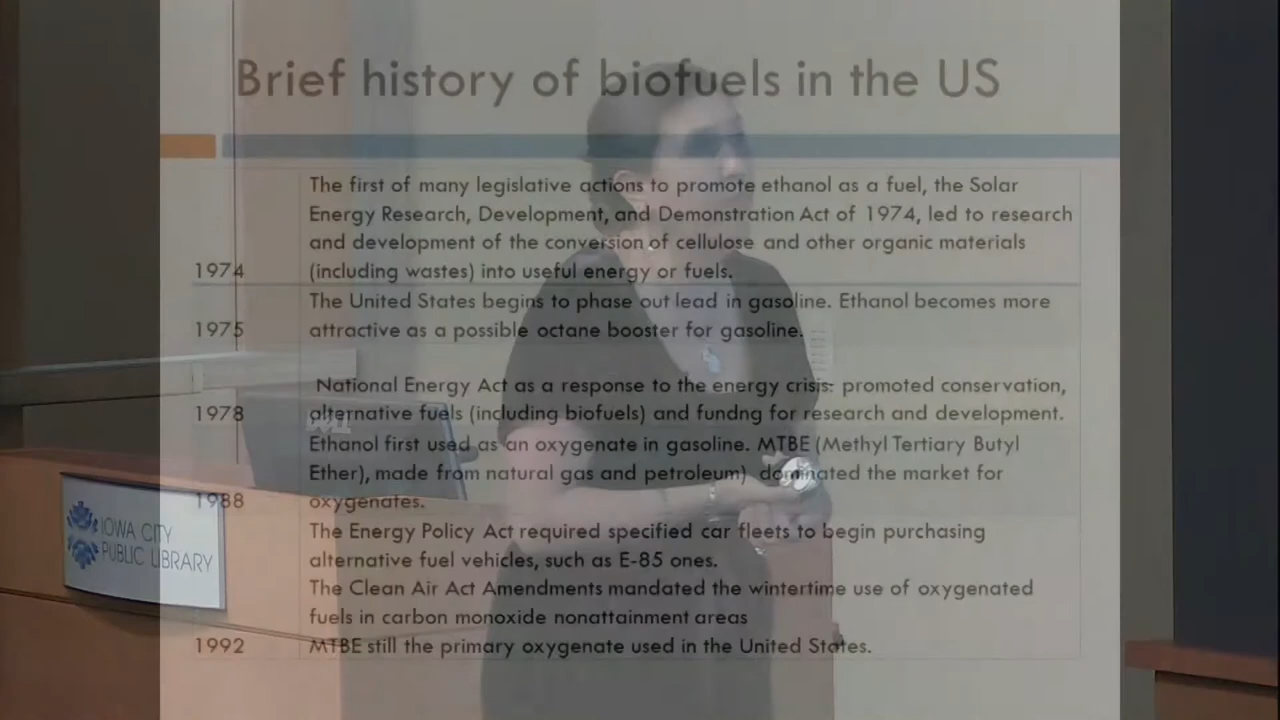 Brief history of biofuels in the US
The first of many legislative actions to promote ethanol as a fuel, the Solar
Energy Research, Development, and Demonstration Act of 1974, led to research
and development of the conversion of cellulose and other organic materials
1974 (including wastes) into useful energy or fuels.
The United States begins to phase out lead in gasoline. Ethanol becomes more
1975 attractive as a possible octane booster for gasoline.
National Energy Act as a response to the energy crisis: promoted conservation,
1978 alternative fuels (including biofuels) and fundng for research and development.
Ethanol first used as an oxygenate in gasoline. MTBE (Methyl Tertiary Butyl
Ether), made from natural gas and petroleum) dominated the market for
1988 oxygenates.
The Energy Policy Act required specified car fleets to begin purchasing
alternative fuel vehicles, such as E-85 ones.
The Clean Air Act Amendments mandated the wintertime use of oxygenated
fuels in carbon monoxide nonattainment areas
1992 MTBE still the primary oxygenate used in the United States.
IOWA CITY
PUBLIC LIBRARY